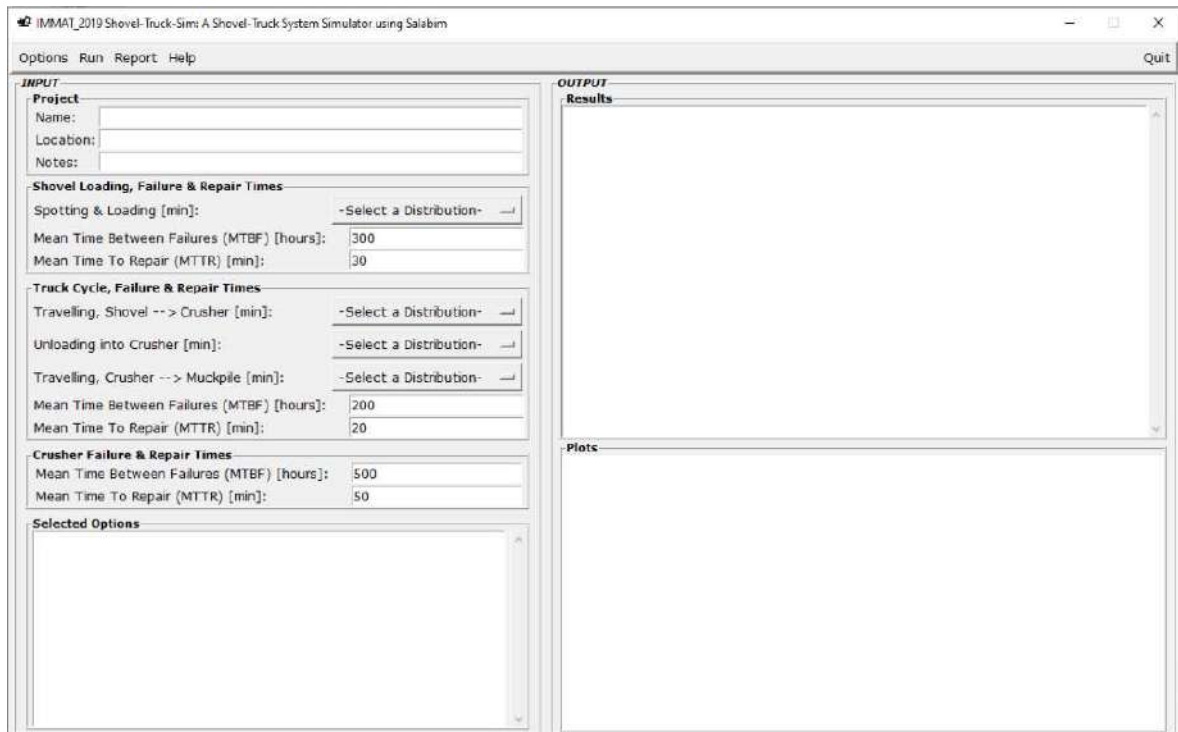 IMMAT_2019 Shovel-Truck-Sim: A Shovel-Truck System Simulator using Salabim
Options Run Report Help Quit
INPUT
Project
Name:
Location:
Notes:
Shovel Loading, Failure & Repair Times
Spotting & Loading [min]: -Select a Distribution-
Mean Time Between Failures (MTBF) [hours]: 300
Mean Time To Repair (MTTR) [min]: 30
Truck Cycle, Failure & Repair Times
Travelling, Shovel --> Crusher [min]: -Select a Distribution-
Unloading into Crusher [min]: -Select a Distribution-
Travelling, Crusher --> Muckpile [min]: -Select a Distribution-
Mean Time Between Failures (MTBF) [hours]: 200
Mean Time To Repair (MTTR) [min]: 20
Crusher Failure & Repair Times
Mean Time Between Failures (MTBF) [hours]: 500
Mean Time To Repair (MTTR) [min]: 50
Selected Options
OUTPUT
Results
Plots